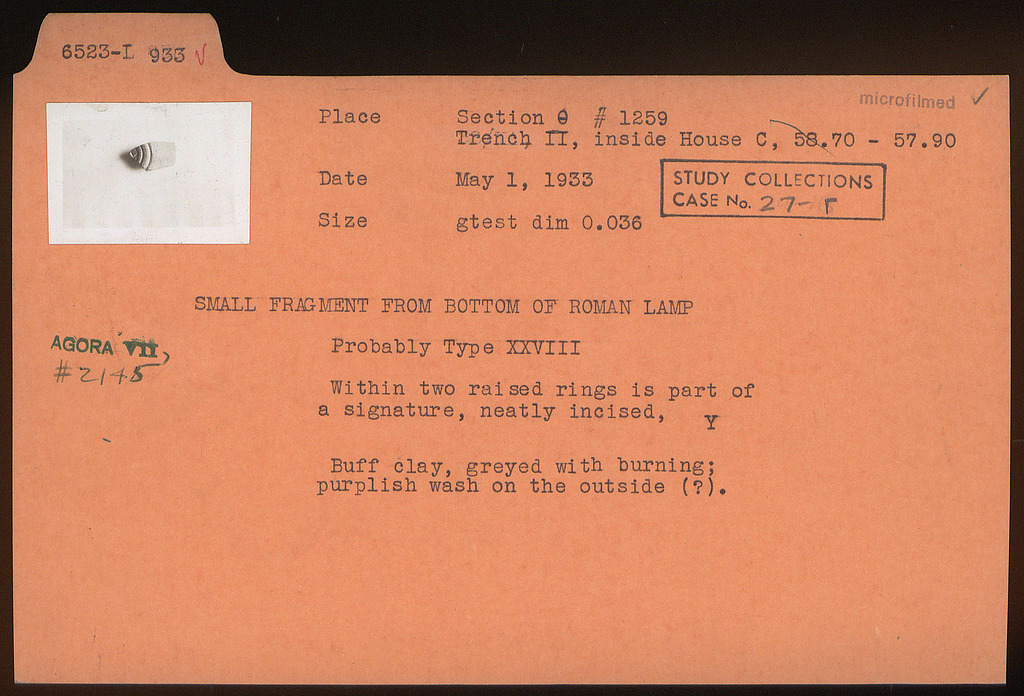 6523-L 933 √
microfilmed ✓
Place Section Θ # 1259
Trench II, inside House C, 58.70 - 57.90
Date May 1, 1933
STUDY COLLECTIONS
CASE No. 27-
Size gtest dim 0.036
SMALL FRAGMENT FROM BOTTOM OF ROMAN LAMP
AGORA VII,
#2145
Probably Type XXVIII
Within two raised rings is part of
a signature, neatly incised, Y
Buff clay, greyed with burning;
purplish wash on the outside (?).